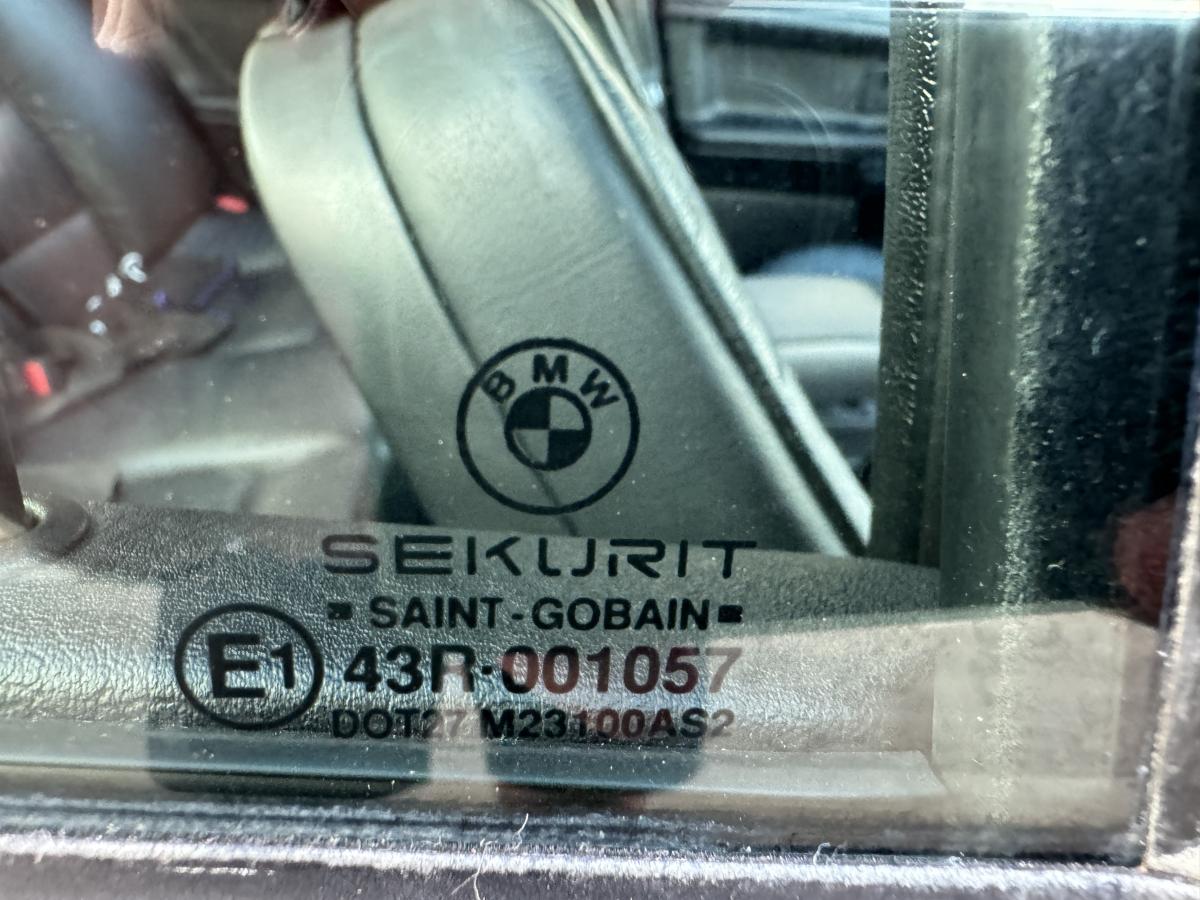 BMW
SEKURIT
SAINT-GOBAIN
E1
43R-001057
DOT27 M23100AS2